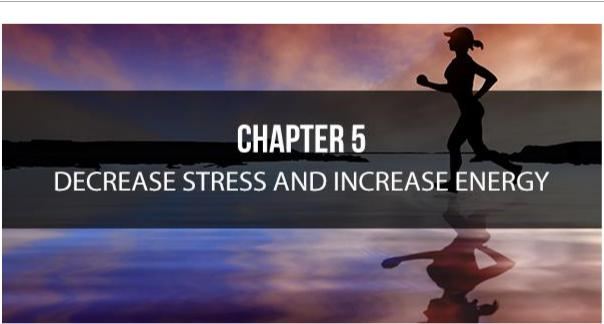 CHAPTER 5
DECREASE STRESS AND INCREASE ENERGY